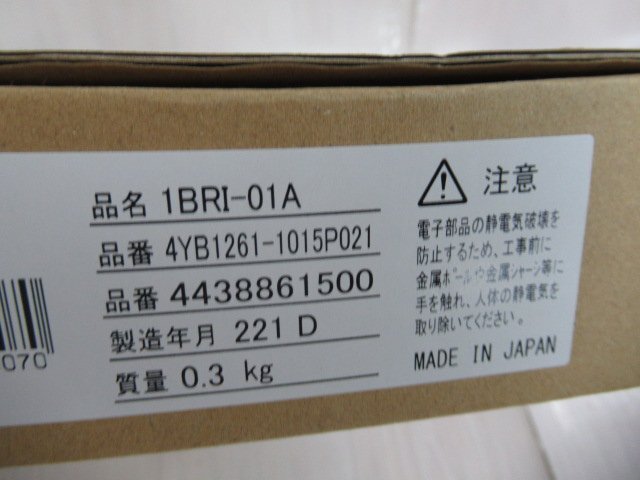 品名 1BRI-01A
品番 4YB1261-1015P021
品番 4438861500
製造年月 221 D
質量 0.3 kg
070
注意
電子部品の静電気破壊を
防止するため、工事前に
金属ポールや金属シャーシ等に
手を触れ、人体の静電気を
取り除いてください。
MADE IN JAPAN